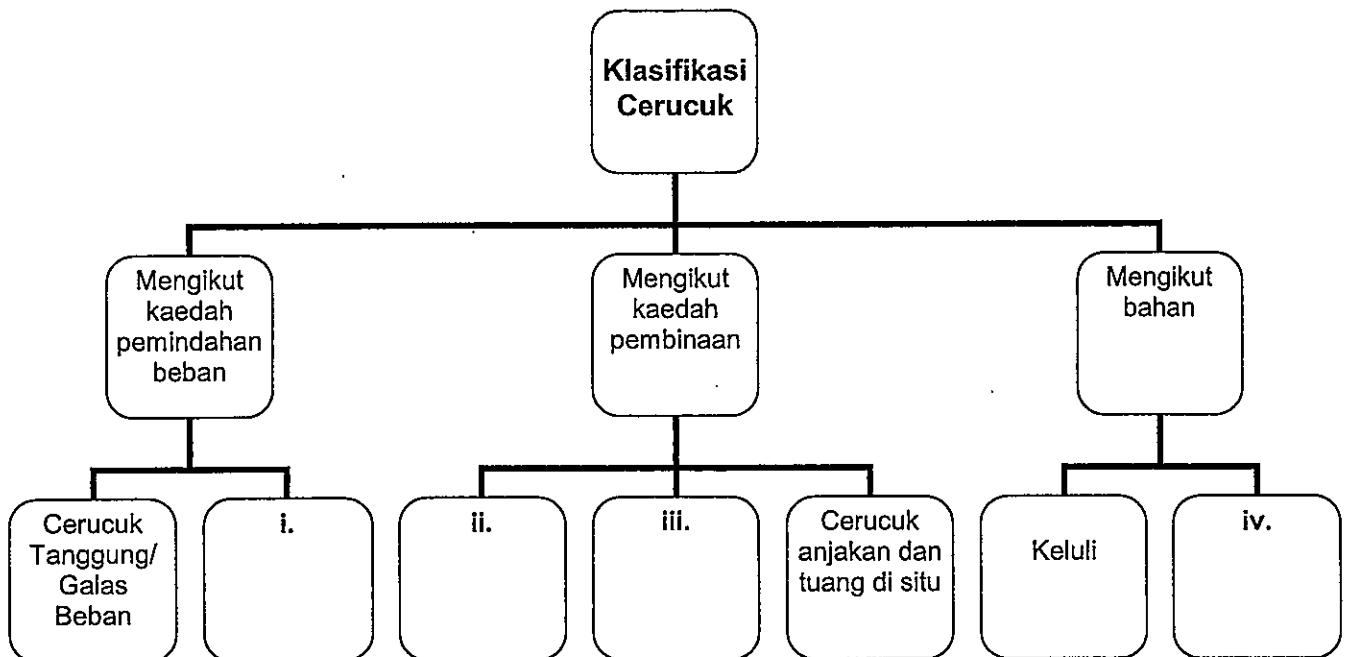 Klasifikasi
Cerucuk
Mengikut
kaedah
pemindahan
beban
Mengikut
kaedah
pembinaan
Mengikut
bahan
Cerucuk
Tanggung/
Galas
Beban
i.
ii.
iii.
Cerucuk
anjakan dan
tuang di situ
Keluli
iv.